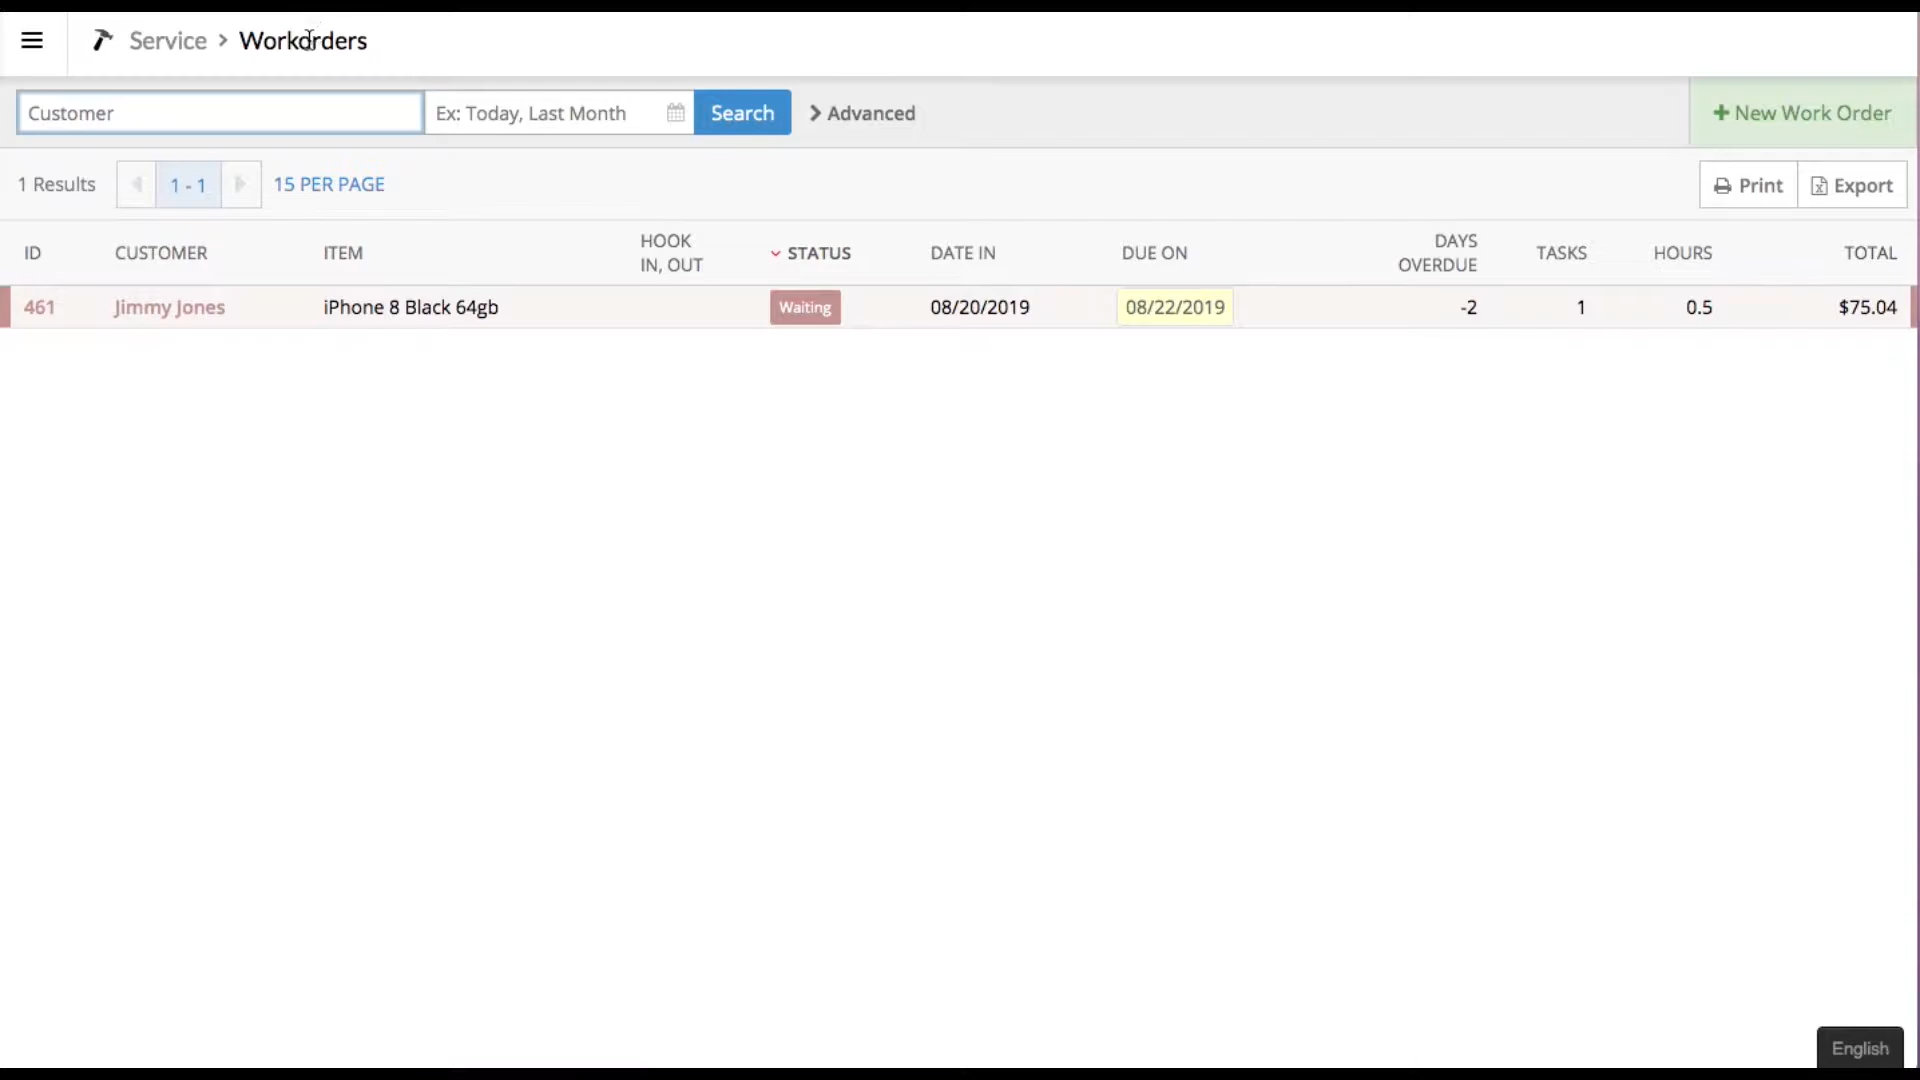 Service > Workorders
Customer Ex: Today, Last Month Search Advanced + New Work Order
1 Results 1 - 1 15 PER PAGE Print Export
ID CUSTOMER ITEM HOOK IN, OUT STATUS DATE IN DUE ON DAYS OVERDUE TASKS HOURS TOTAL
461 Jimmy Jones iPhone 8 Black 64gb Waiting 08/20/2019 08/22/2019 -2 1 0.5 $75.04
English